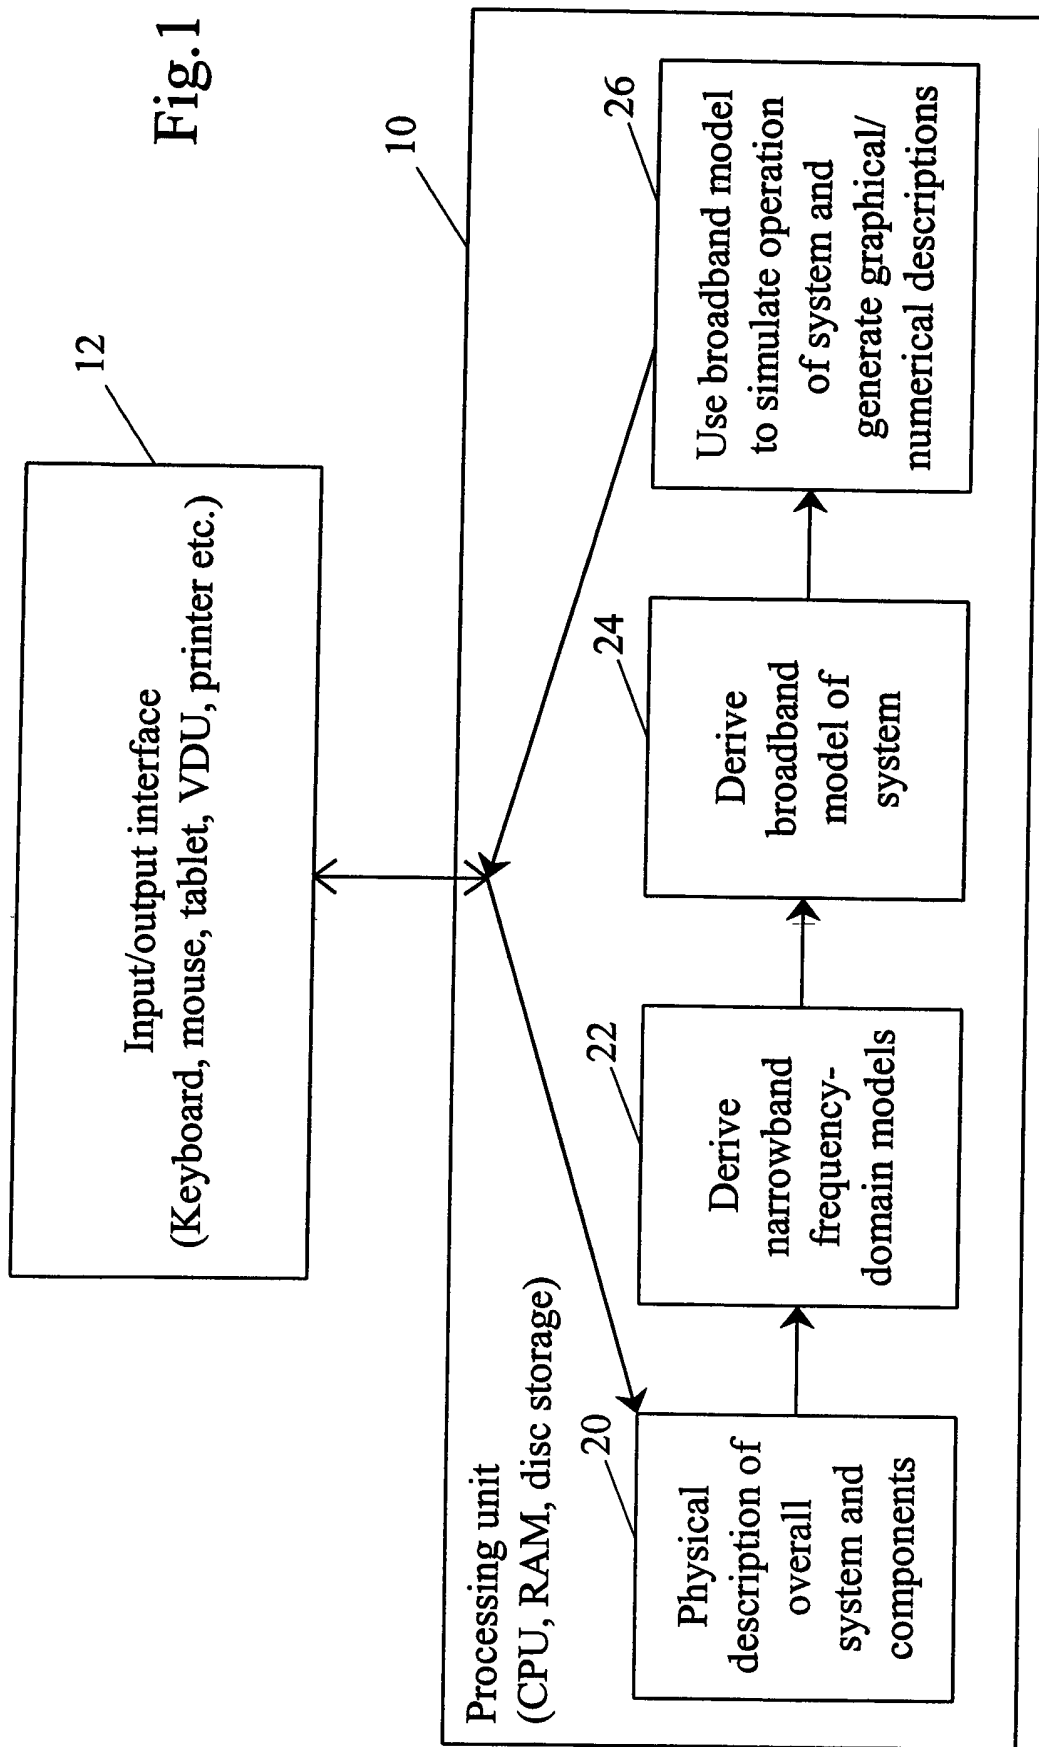 Fig.1
12
Input/output interface
(Keyboard, mouse, tablet, VDU, printer etc.)
10
Processing unit
(CPU, RAM, disc storage)
20
Physical
description of
overall
system and
components
22
Derive
narrowband
frequency-
domain models
24
Derive
broadband
model of
system
26
Use broadband model
to simulate operation
of system and
generate graphical/
numerical descriptions